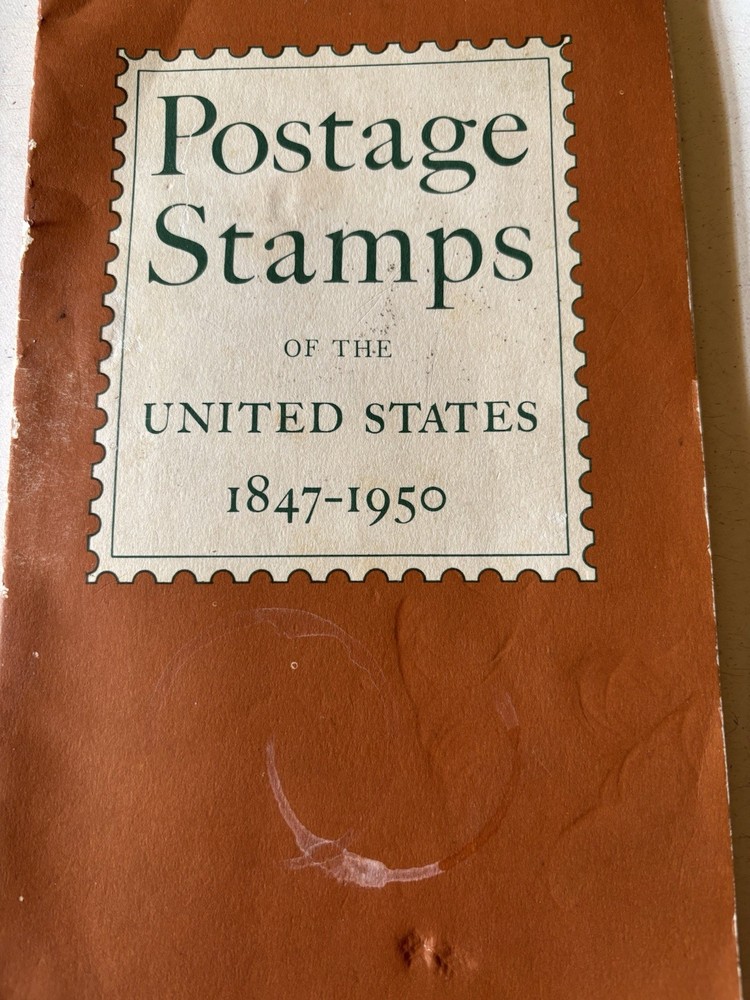 Postage
Stamps
OF THE
UNITED STATES
1847-1950